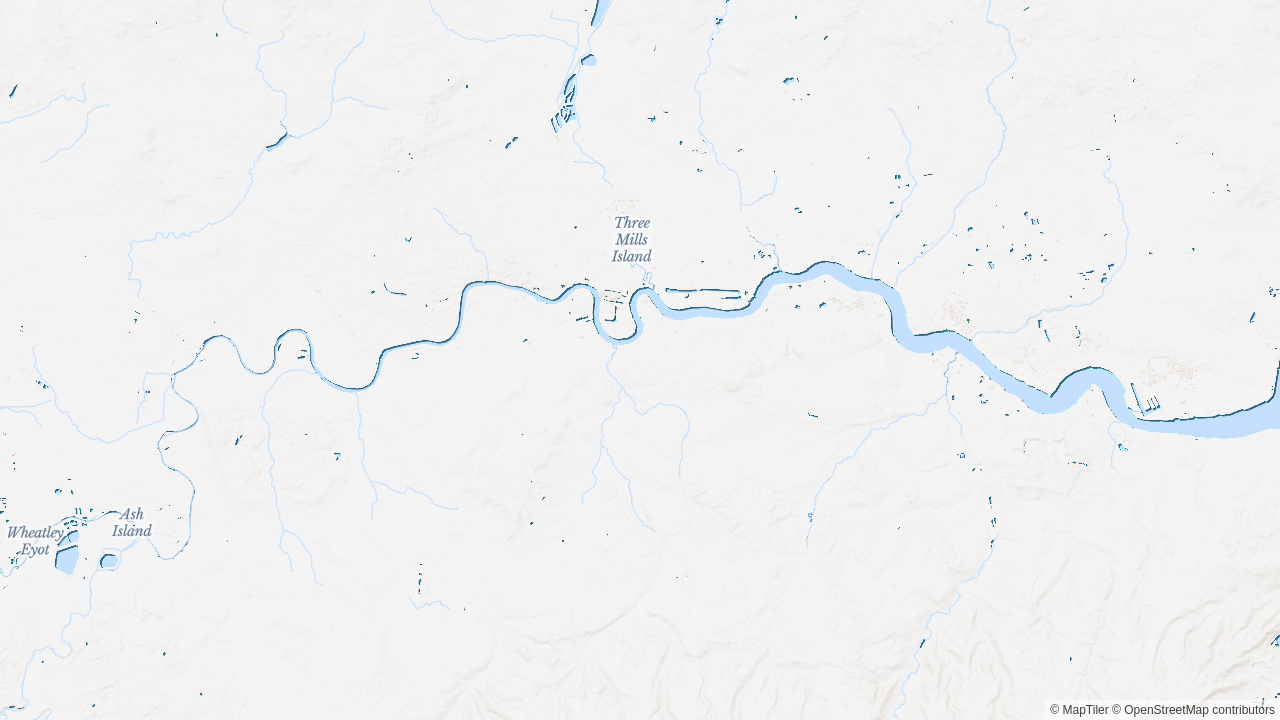 Three
Mills
Island
Ash
Island
Wheatley
Eyot
© MapTiler © OpenStreetMap contributors